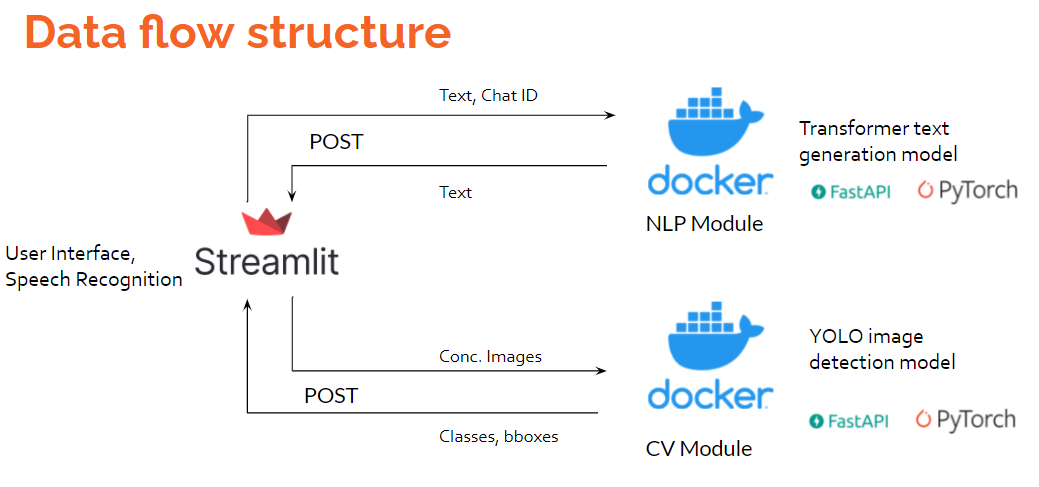 Data flow structure
Text, Chat ID
POST
Text
docker
NLP Module
Transformer text
generation model
FastAPI
PyTorch
User Interface,
Speech Recognition
Streamlit
Conc. Images
POST
Classes, bboxes
docker
CV Module
YOLO image
detection model
FastAPI
PyTorch